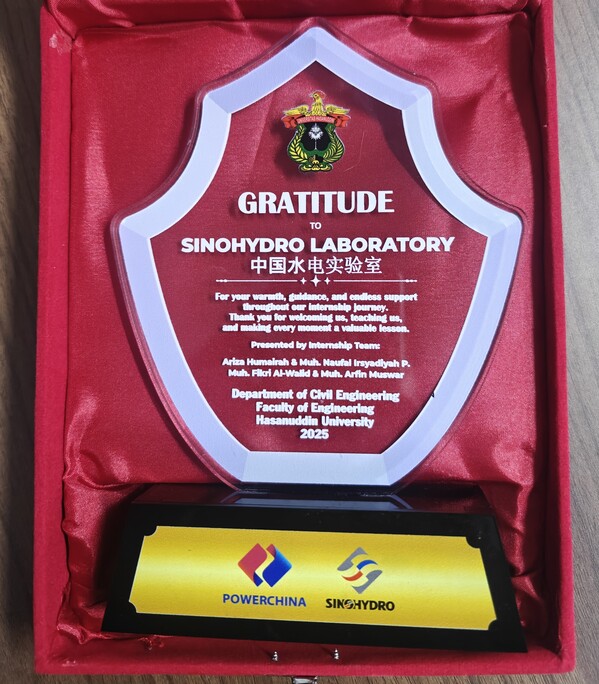 UNIVERSITAS HASANUDDIN
GRATITUDE
TO
SINOHYDRO LABORATORY
中国水电实验室
For your warmth, guidance, and endless support
throughout our internship journey.
Thank you for welcoming us, teaching us,
and making every moment a valuable lesson.
Presented by Internship Team:
Ariza Humairah & Muh. Naufal Irsyadiyah P.
Muh. Fikri Al-Walid & Muh. Arfin Muswar
Department of Civil Engineering
Faculty of Engineering
Hasanuddin University
2025
POWERCHINA
SINOHYDRO